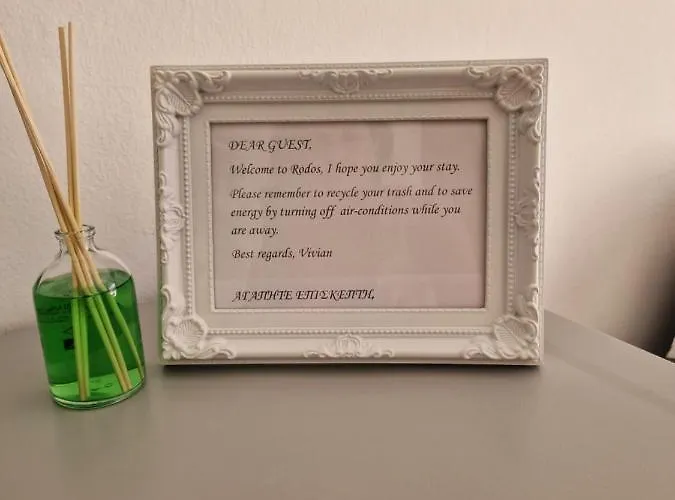 DEAR GUEST,
Welcome to Rodos, I hope you enjoy your stay.
Please remember to recycle your trash and to save
energy by turning off air-conditions while you
are away.
Best regards, Vivian
ΑΓΑΠΗΤΕ ΕΠΙΣΚΕΠΤΗ,